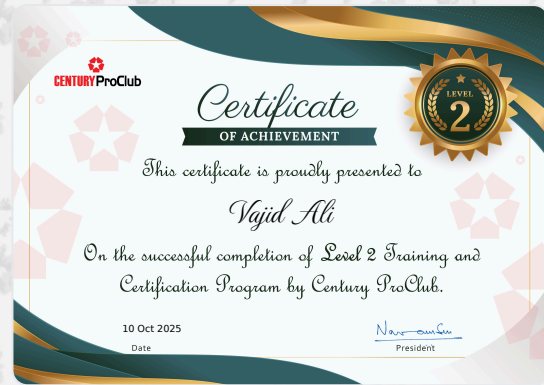 CENTURY ProClub
Certificate
OF ACHIEVEMENT
LEVEL
2
This certificate is proudly presented to
Vajid Ali
On the successful completion of Level 2 Training and
Certification Program by Century ProClub.
10 Oct 2025
Date
President